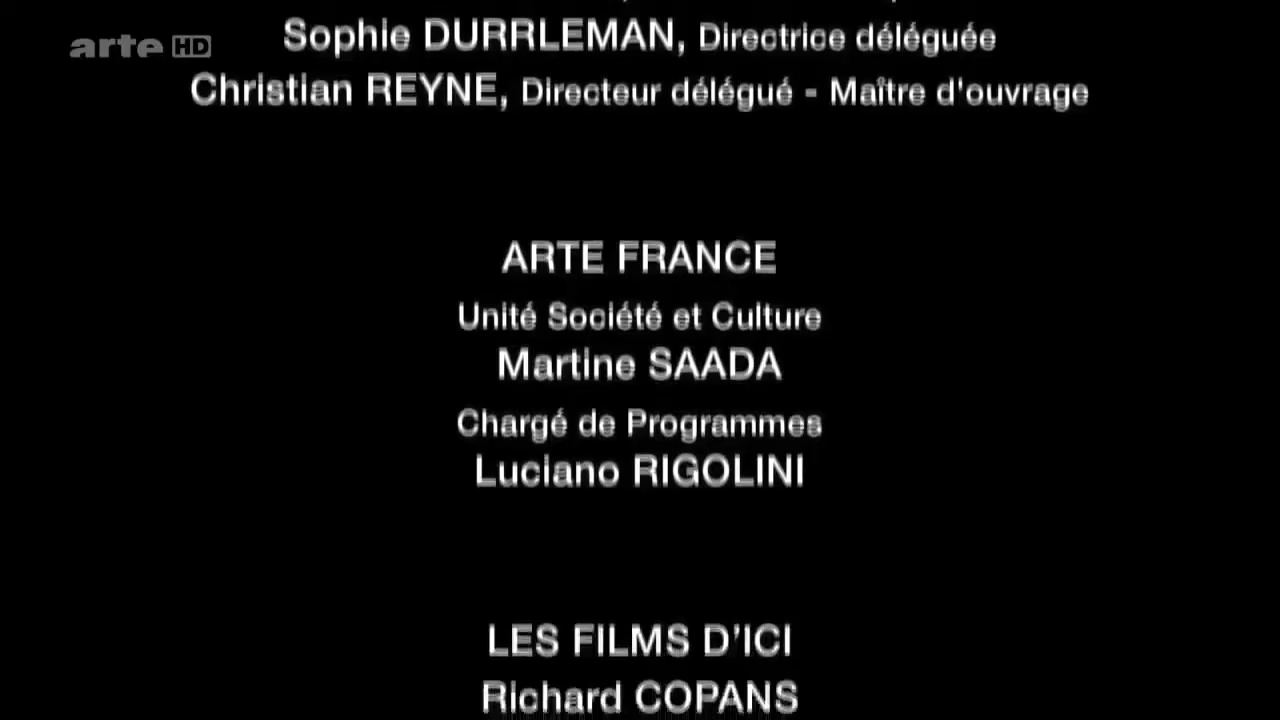 arte HD
Sophie DURRLEMAN, Directrice déléguée
Christian REYNE, Directeur délégué - Maître d'ouvrage
ARTE FRANCE
Unité Société et Culture
Martine SAADA
Chargé de Programmes
Luciano RIGOLINI
LES FILMS D’ICI
Richard COPANS